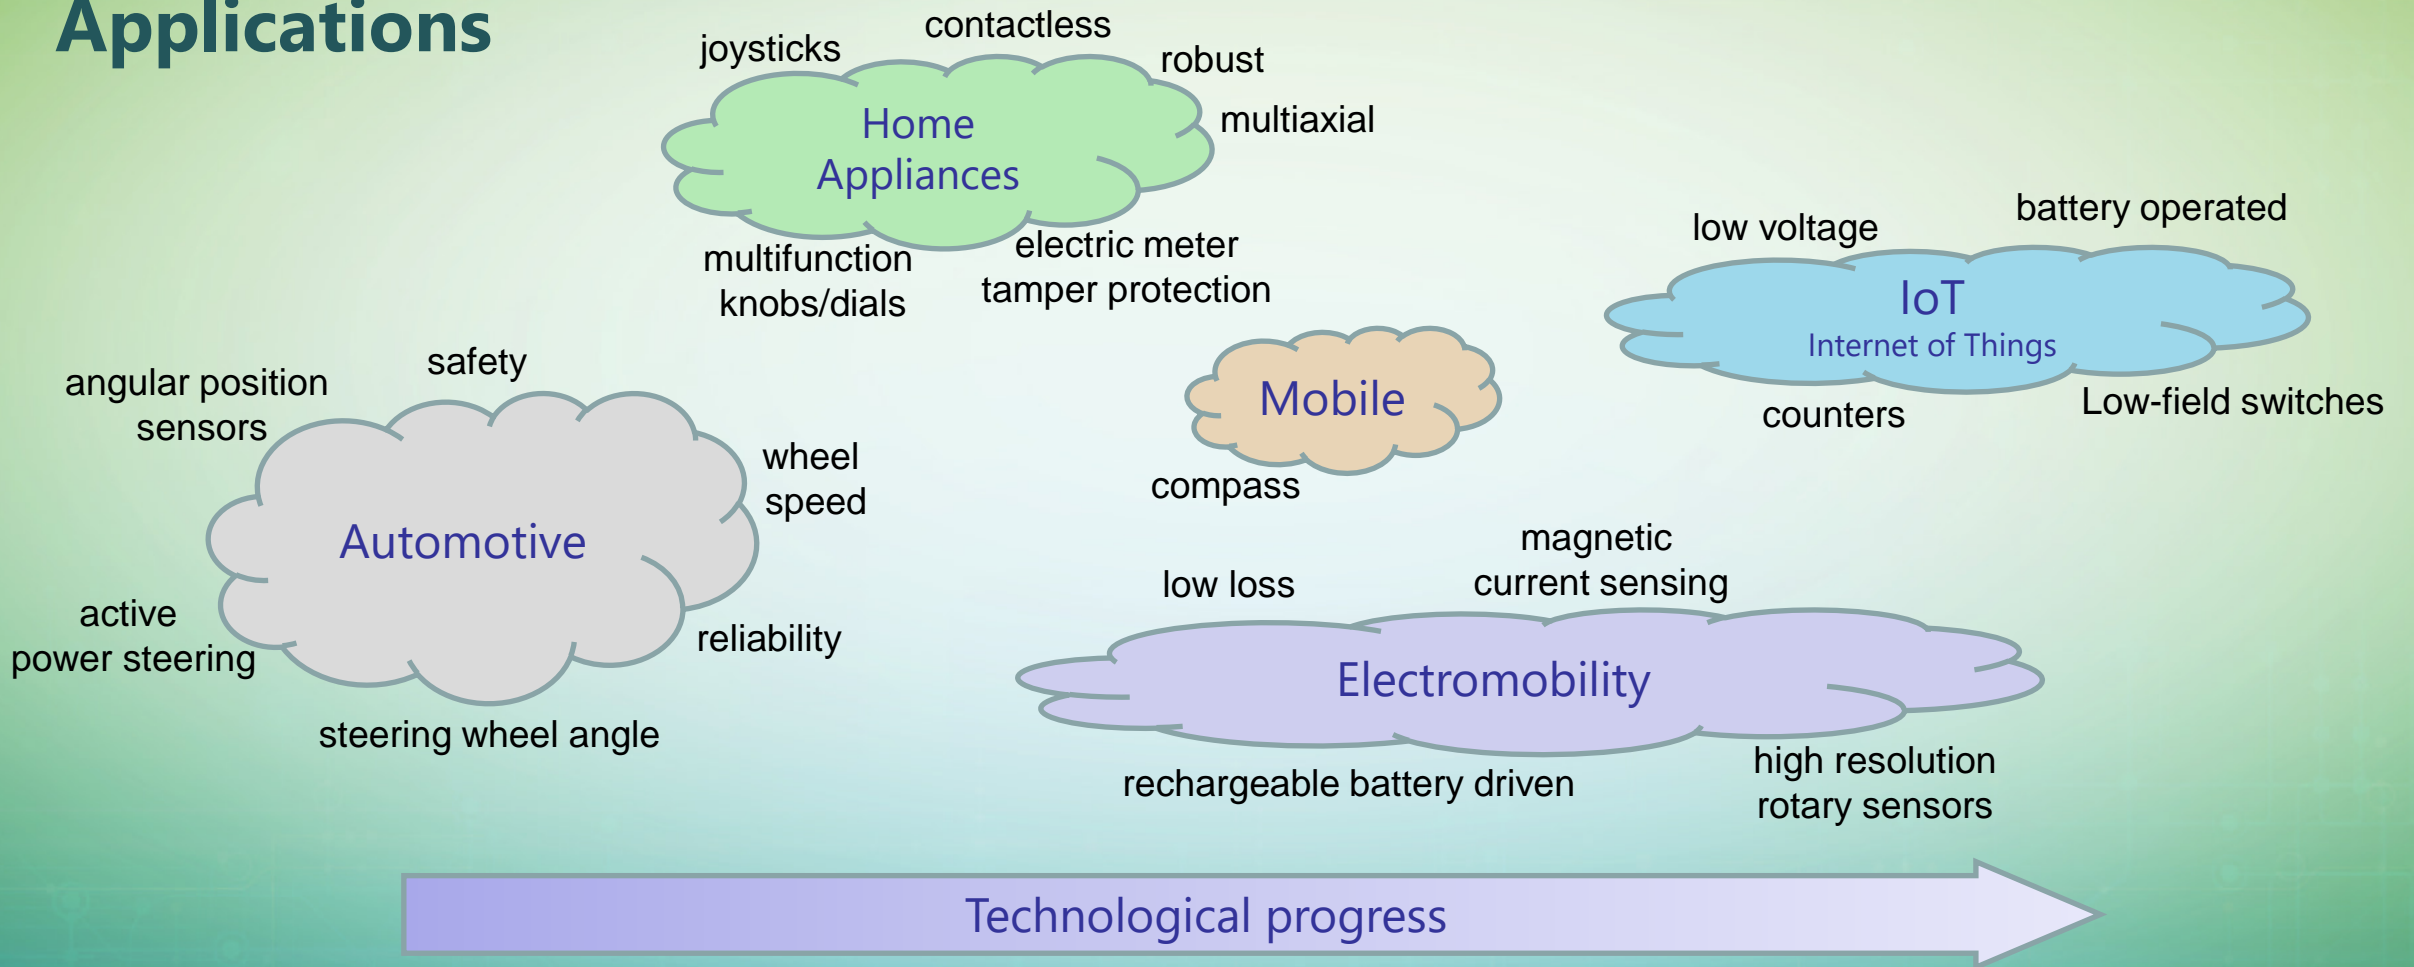 Applications
joysticks
contactless
robust
multiaxial
Home
Appliances
multifunction
knobs/dials
electric meter
tamper protection
low voltage
battery operated
IoT
Internet of Things
counters
Low-field switches
Mobile
compass
angular position
sensors
safety
wheel
speed
Automotive
active
power steering
reliability
steering wheel angle
low loss
magnetic
current sensing
Electromobility
rechargeable battery driven
high resolution
rotary sensors
Technological progress